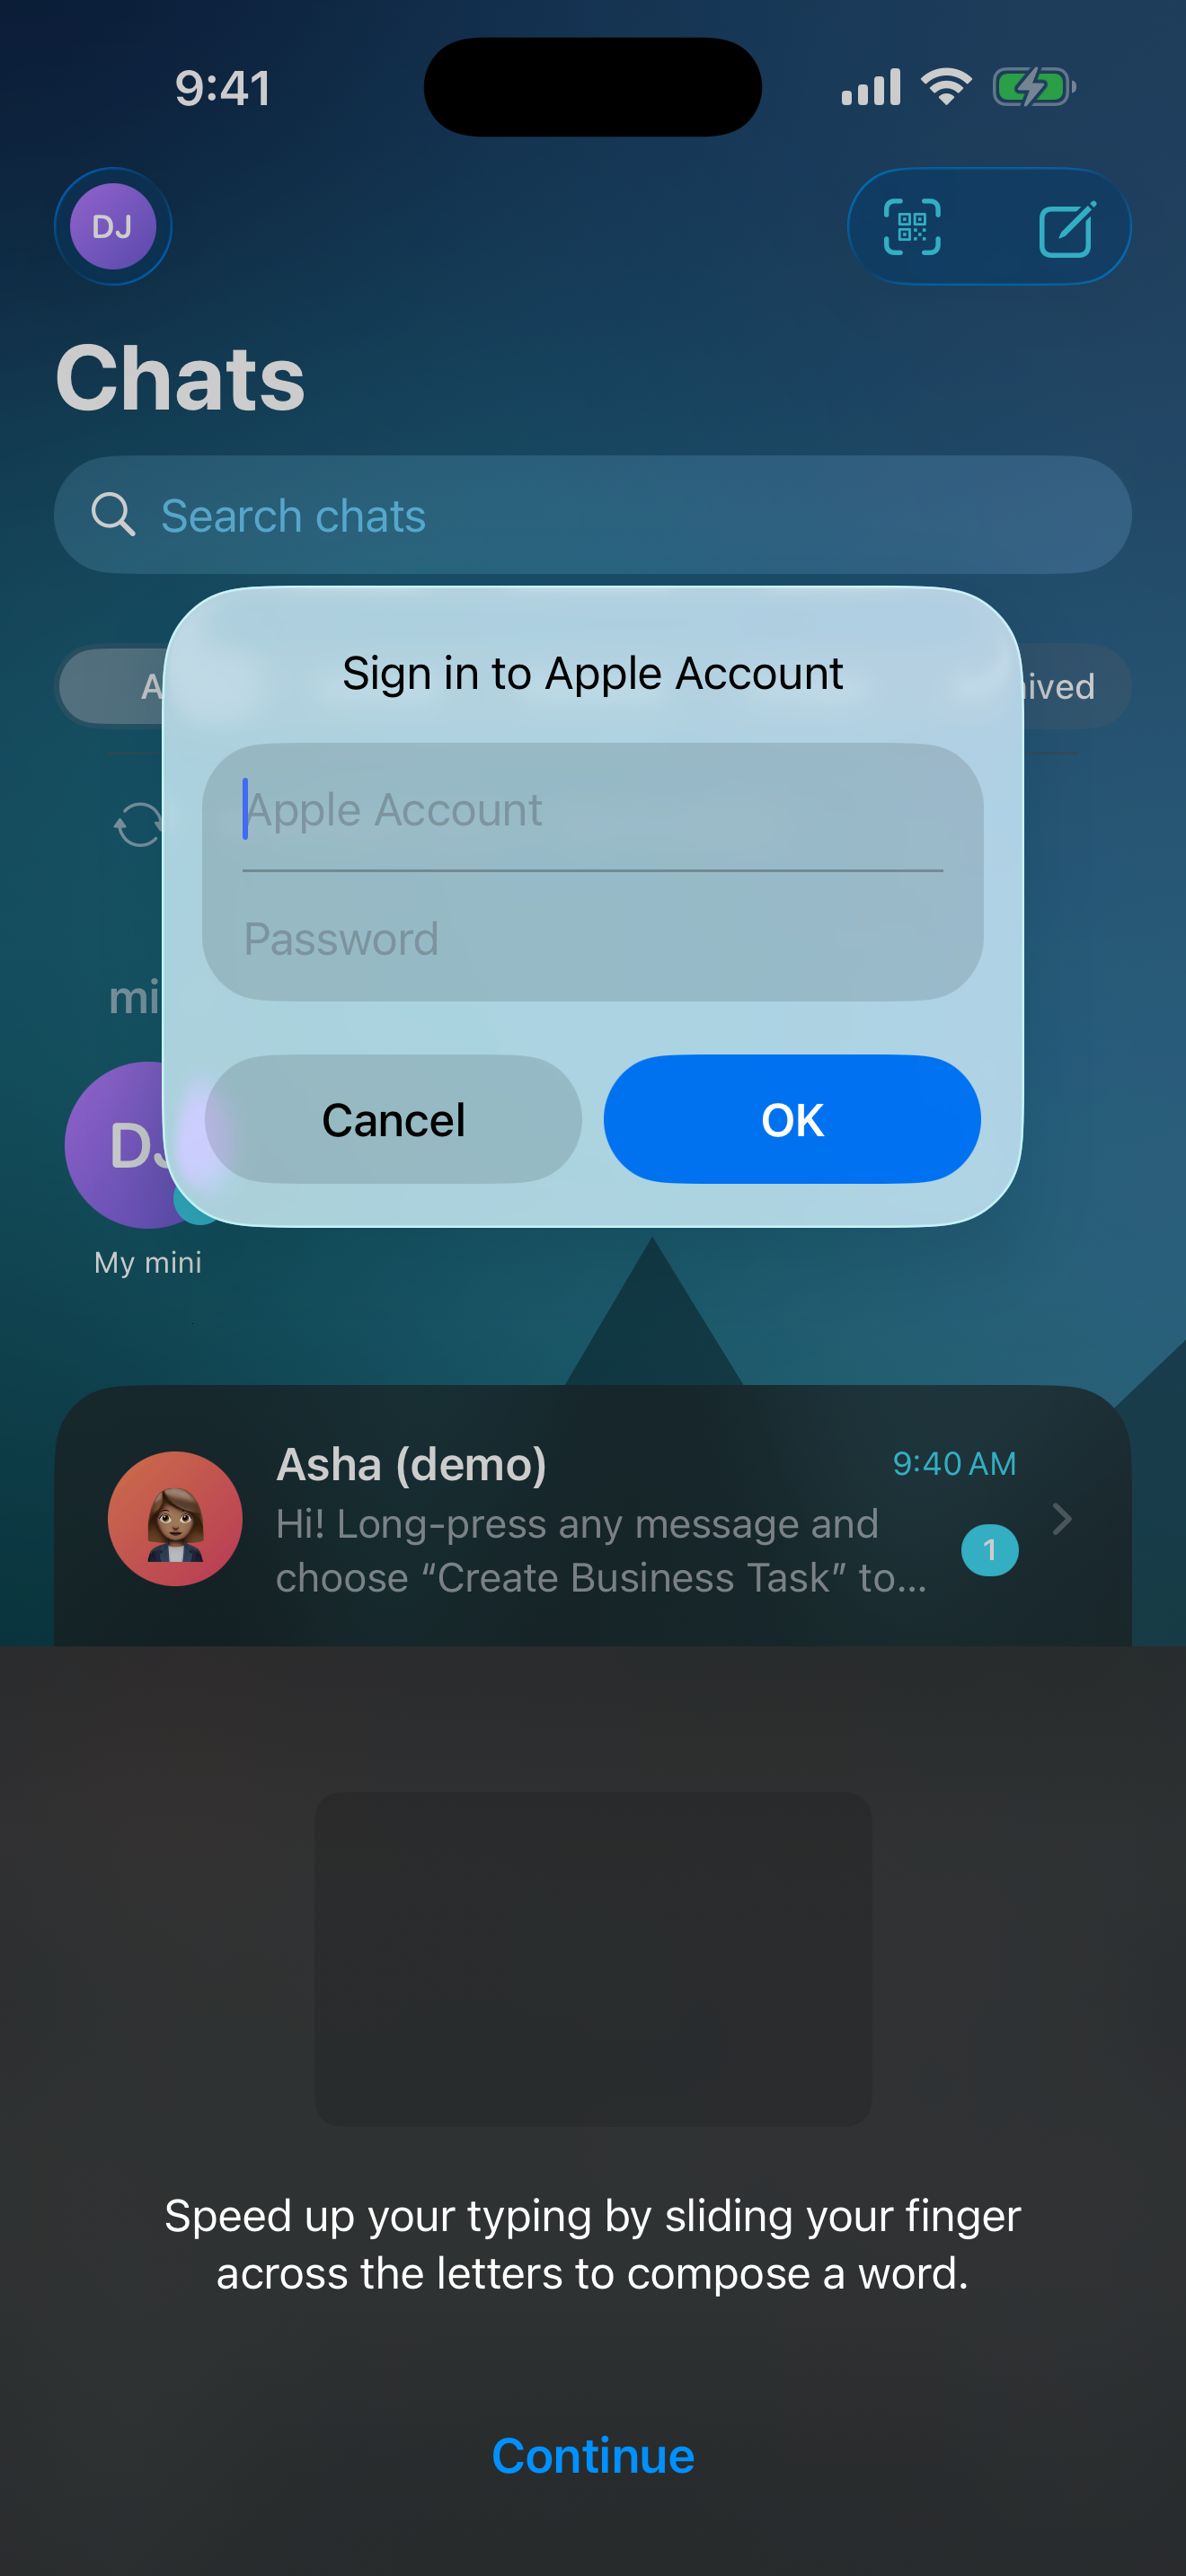 9:41
DJ
Chats
Search chats
Sign in to Apple Account
Apple Account
Password
Cancel
OK
My mini
Asha (demo)
9:40 AM
Hi! Long-press any message and
choose “Create Business Task” to...
1
Speed up your typing by sliding your finger
across the letters to compose a word.
Continue